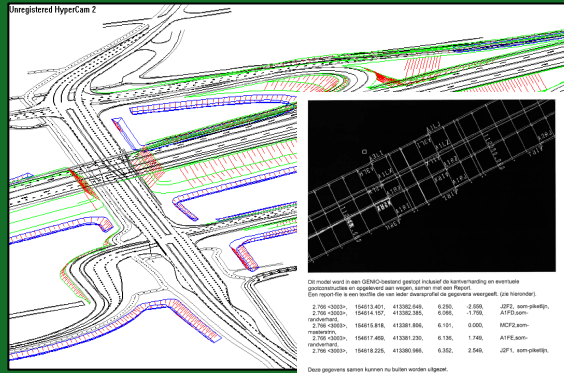 Unregistered HyperCam 2
Dit model word in een GENIO-bestand gestopt inclusief de kantverharding en eventuele
gootconstructies en opgeleverd aan wegen, samen met een Report.
Een report-file is een textfile die van ieder dwarsprofiel de gegevens weergeeft. (zie hieronder).
2.766 <3003>, 154613.401, 413382.649, 6.250, -2.559, J2F2, som-piketlijn,
2.766 <3003>, 154614.157, 413382.385, 6.066, -1.759, A1FD,som-
randverhard,
2.766 <3003>, 154615.818, 413381.806, 6.101, 0.000, MCF2,som-
masterstrin,
2.766 <3003>, 154617.469, 413381.230, 6.136, 1.749, A1FE,som-
randverhard,
2.766 <3003>, 154618.225, 413380.966, 6.352, 2.549, J2F1, som-piketlijn,
Deze gegevens samen kunnen nu buiten worden uitgezet.